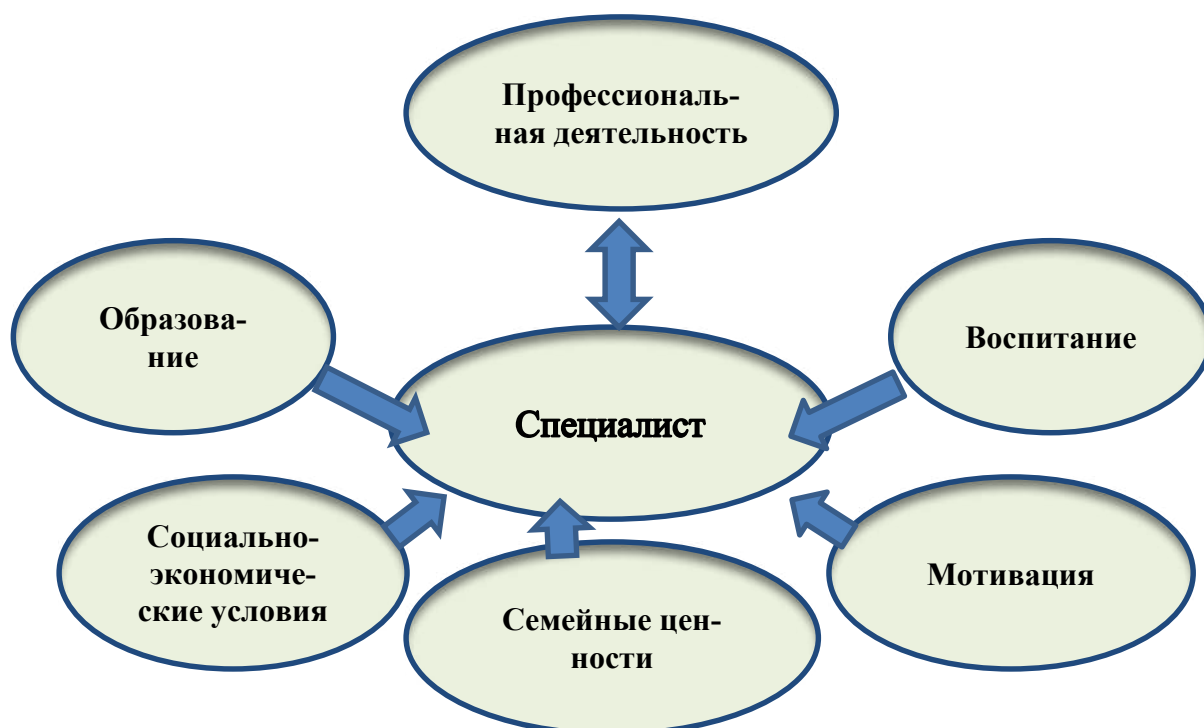 Профессиональ-
ная деятельность
Образова-
ние
Воспитание
Специалист
Социально-
экономиче-
ские условия
Семейные цен-
ности
Мотивация